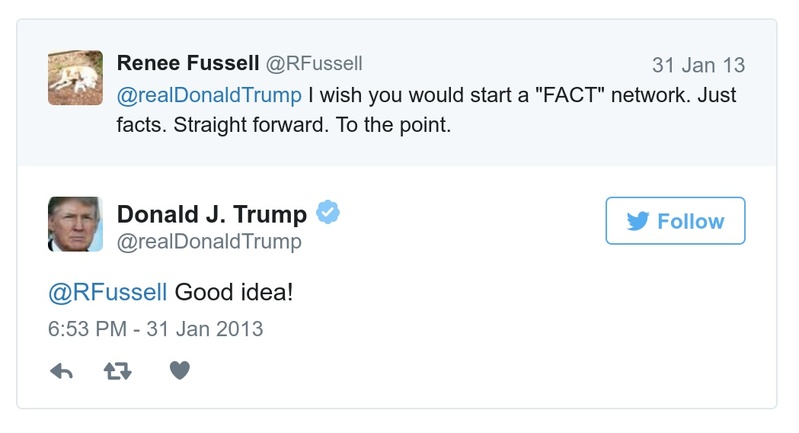 Renee Fussell @RFussell 31 Jan 13
@realDonaldTrump I wish you would start a "FACT" network. Just
facts. Straight forward. To the point.
Donald J. Trump
@realDonaldTrump
Follow
@RFussell Good idea!
6:53 PM - 31 Jan 2013